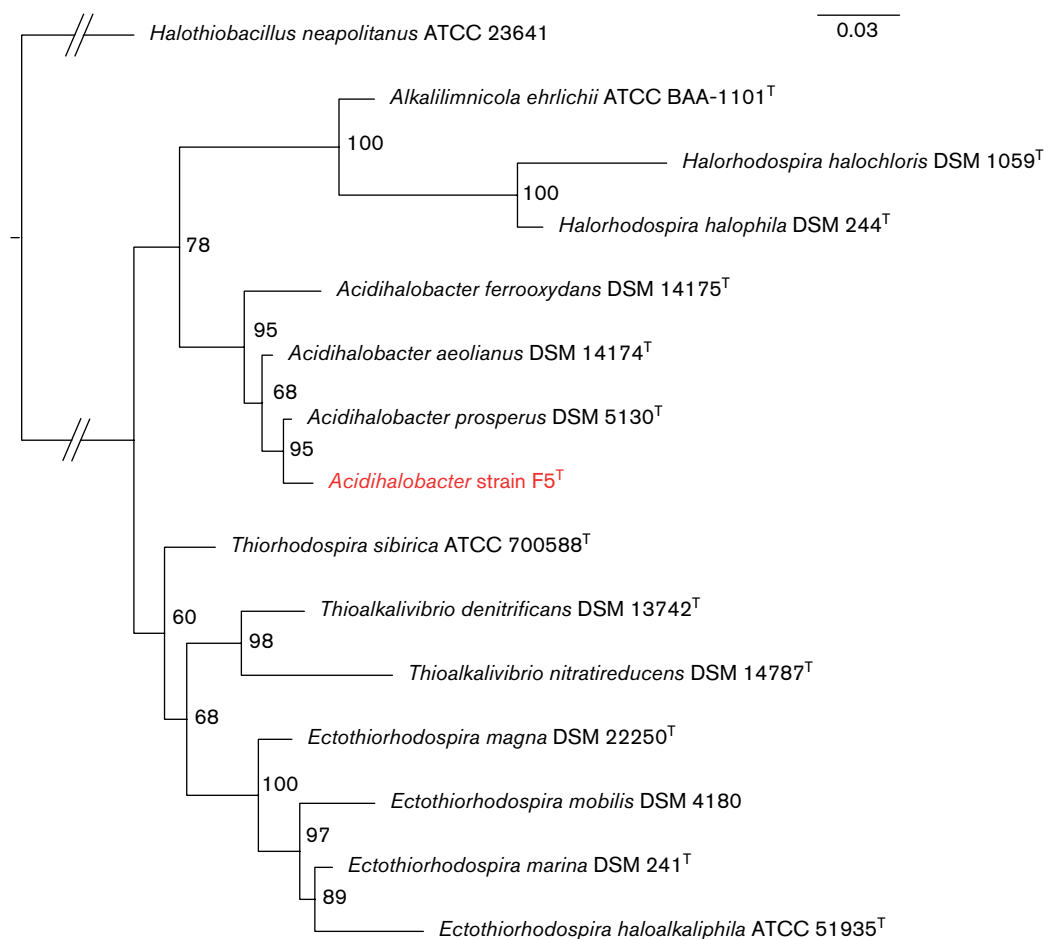 Halothiobacillus neapolitanus ATCC 23641
0.03
Alkalilimnicola ehrlichii ATCC BAA-1101ᵀ
100
Halorhodospira halochloris DSM 1059ᵀ
100
Halorhodospira halophila DSM 244ᵀ
78
Acidihalobacter ferrooxydans DSM 14175ᵀ
95
Acidihalobacter aeolianus DSM 14174ᵀ
68
Acidihalobacter prosperus DSM 5130ᵀ
95
Acidihalobacter strain F5ᵀ
Thiorhodospira sibirica ATCC 700588ᵀ
60
Thioalkalivibrio denitrificans DSM 13742ᵀ
98
Thioalkalivibrio nitratireducens DSM 14787ᵀ
68
Ectothiorhodospira magna DSM 22250ᵀ
100
Ectothiorhodospira mobilis DSM 4180
97
Ectothiorhodospira marina DSM 241ᵀ
89
Ectothiorhodospira haloalkaliphila ATCC 51935ᵀ